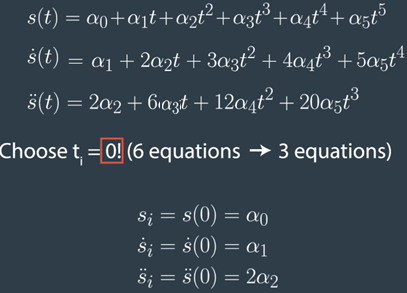 s(t) = α₀+α₁t+α₂t²+α₃t³+α₄t⁴+α₅t⁵
ṡ(t) = α₁ + 2α₂t + 3α₃t² + 4α₄t³ + 5α₅t⁴
s̈(t) = 2α₂ + 6α₃t + 12α₄t² + 20α₅t³
Choose tᵢ = 0! (6 equations → 3 equations)
sᵢ = s(0) = α₀
ṡᵢ = ṡ(0) = α₁
s̈ᵢ = s̈(0) = 2α₂